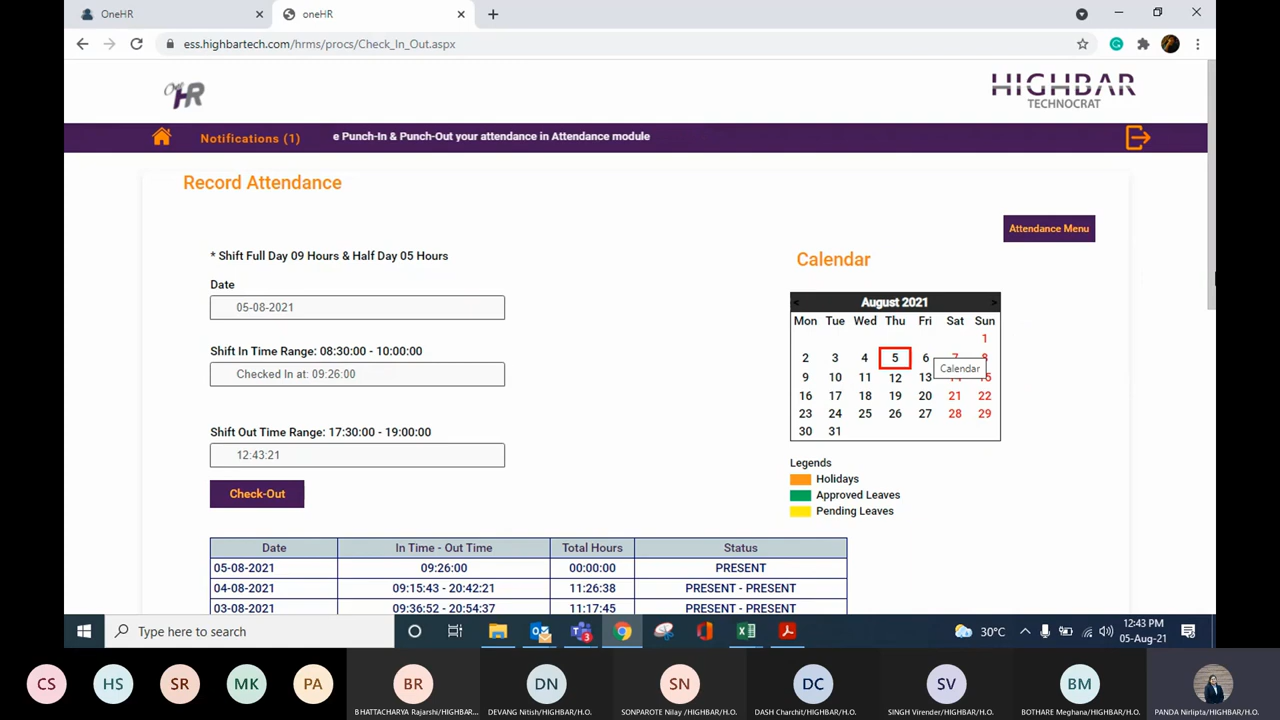 OneHR
oneHR
ess.highbartech.com/hrms/procs/Check_In_Out.aspx
One HR
HIGHBAR
TECHNOCRAT
Notifications (1)
e Punch-In & Punch-Out your attendance in Attendance module
Record Attendance
Attendance Menu
* Shift Full Day 09 Hours & Half Day 05 Hours
Calendar
Date
05-08-2021
< August 2021 >
Mon Tue Wed Thu Fri Sat Sun
1
2 3 4 5 6 7 8
Calendar
9 10 11 12 13 14 15
16 17 18 19 20 21 22
23 24 25 26 27 28 29
30 31
Shift In Time Range: 08:30:00 - 10:00:00
Checked In at: 09:26:00
Shift Out Time Range: 17:30:00 - 19:00:00
12:43:21
Check-Out
Legends
Holidays
Approved Leaves
Pending Leaves
Date In Time - Out Time Total Hours Status
05-08-2021 09:26:00 00:00:00 PRESENT
04-08-2021 09:15:43 - 20:42:21 11:26:38 PRESENT - PRESENT
03-08-2021 09:36:52 - 20:54:37 11:17:45 PRESENT - PRESENT
Type here to search
3
30°C
12:43 PM
05-Aug-21
CS HS SR MK PA BR DN SN DC SV BM
BHATTACHARYA Rajarshi/HIGHBAR/...
DEVANG Nitish/HIGHBAR/H.O.
SONPAROTE Nilay /HIGHBAR/H.O.
DASH Charchit/HIGHBAR/H.O.
SINGH Virender/HIGHBAR/H.O.
BOTHARE Meghana/HIGHBAR/H.O.
PANDA Nirlipta/HIGHBAR/H.O.